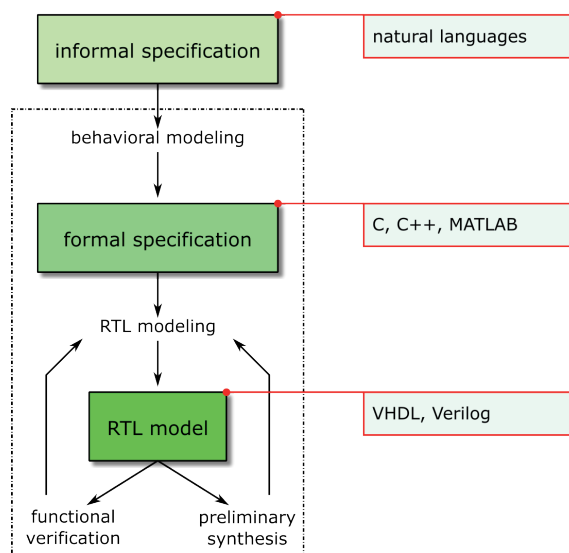 informal specification
natural languages
behavioral modeling
formal specification
C, C++, MATLAB
RTL modeling
RTL model
VHDL, Verilog
functional
verification
preliminary
synthesis